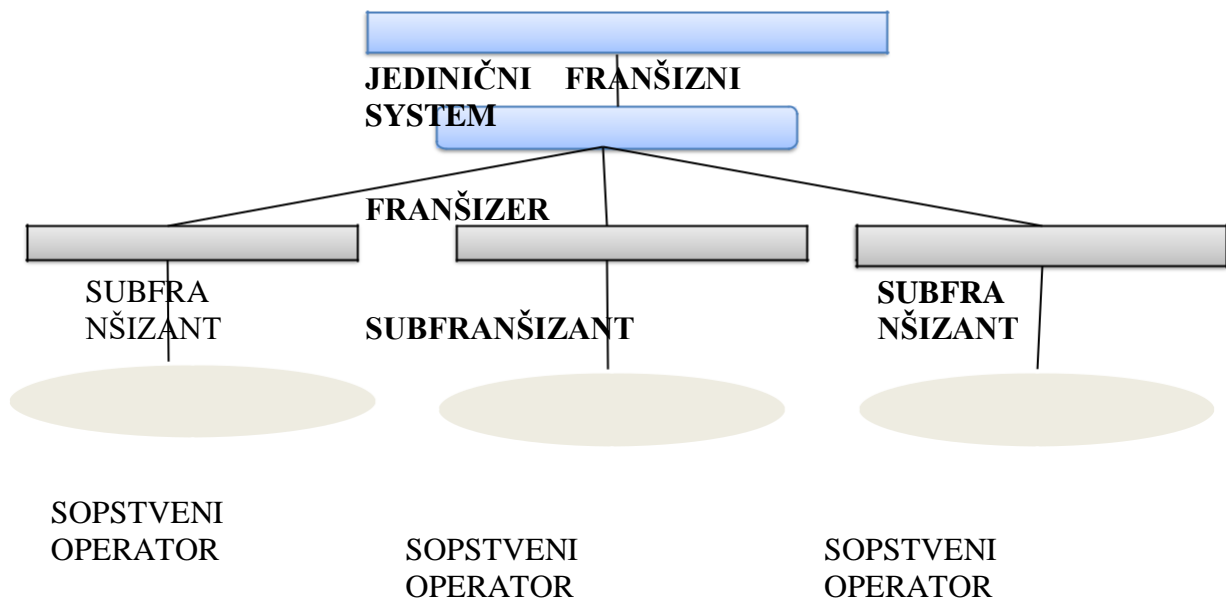 JEDINIČNI FRANŠIZNI
SYSTEM
FRANŠIZER
SUBFRA
NŠIZANT
SUBFRANŠIZANT
SUBFRA
NŠIZANT
SOPSTVENI
OPERATOR
SOPSTVENI
OPERATOR
SOPSTVENI
OPERATOR